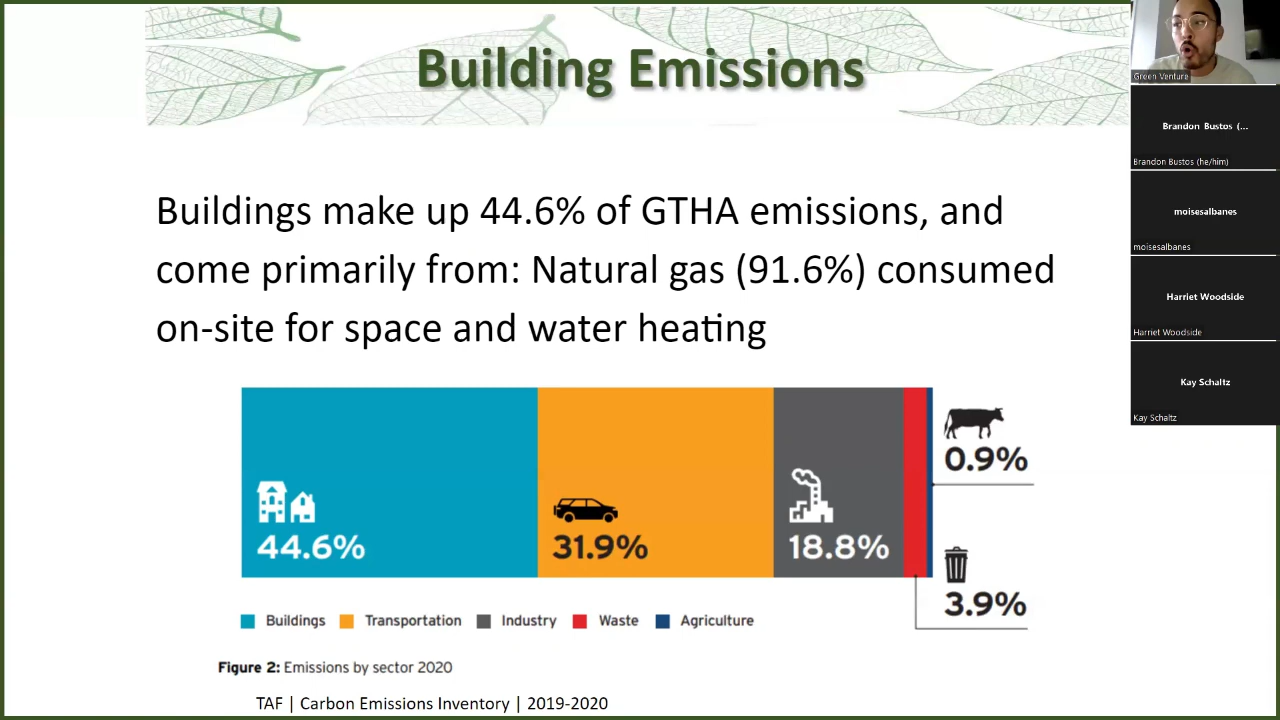 Building Emissions
Buildings make up 44.6% of GTHA emissions, and
come primarily from: Natural gas (91.6%) consumed
on-site for space and water heating
44.6%
31.9%
18.8%
0.9%
3.9%
Buildings Transportation Industry Waste Agriculture
Figure 2: Emissions by sector 2020
TAF | Carbon Emissions Inventory | 2019-2020
Green Venture
Brandon Bustos (...
Brandon Bustos (he/him)
moisesalbanes
moisesalbanes
Harriet Woodside
Harriet Woodside
Kay Schaltz
Kay Schaltz